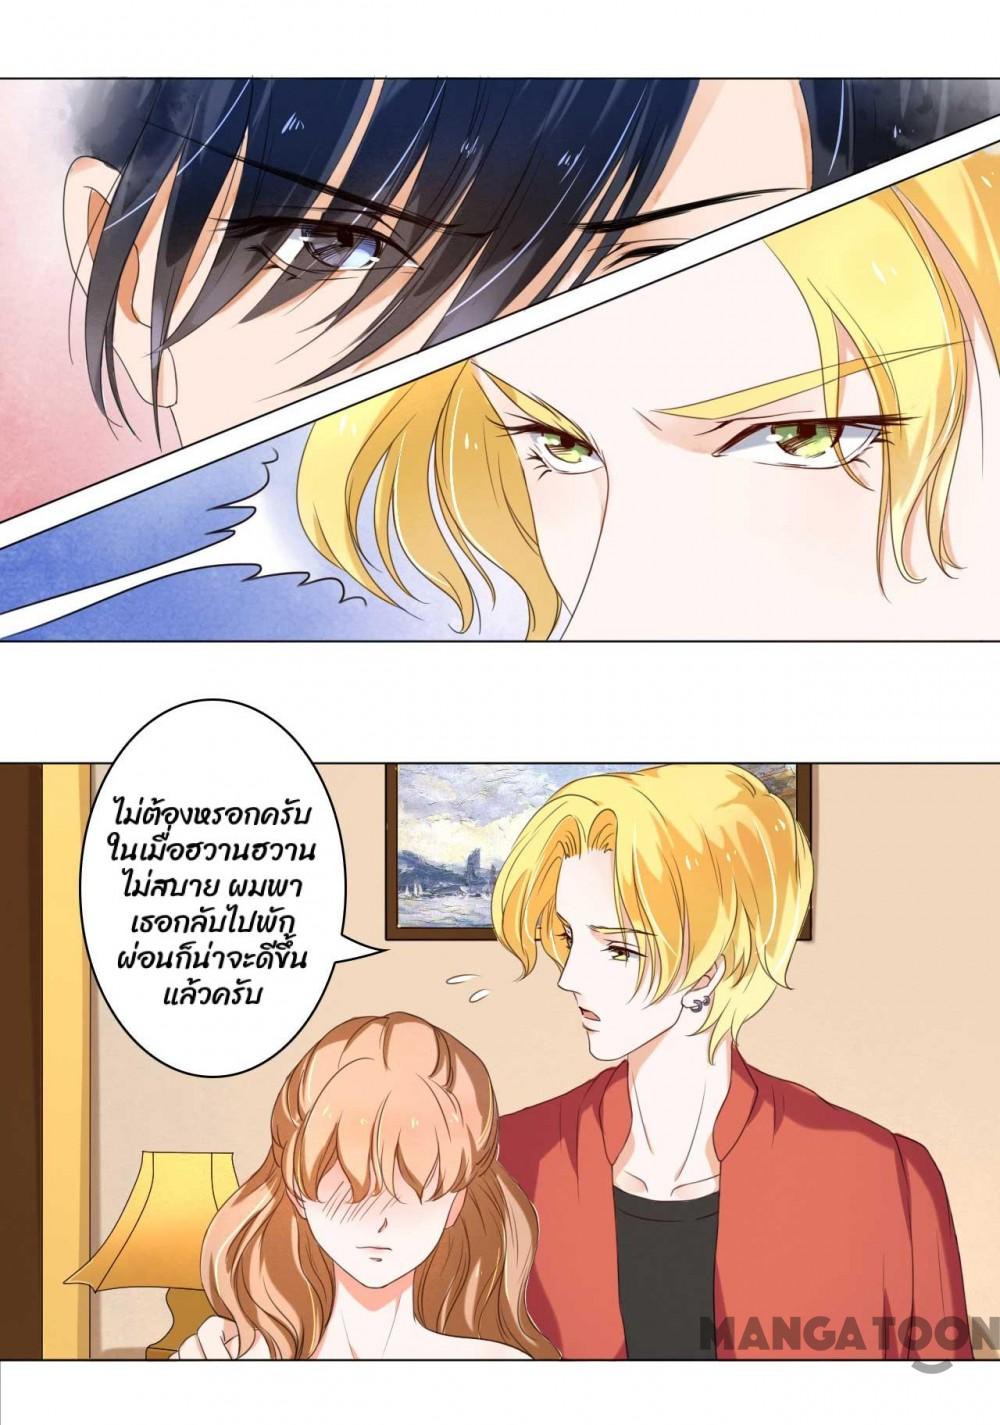 ไม่ต้องหรอกครับ
ในเมื่อฮวานฮวาน
ไม่สบาย ผมพา
เธอกลับไปพัก
ผ่อนก็น่าจะดีขึ้น
แล้วครับ
MANGATOON